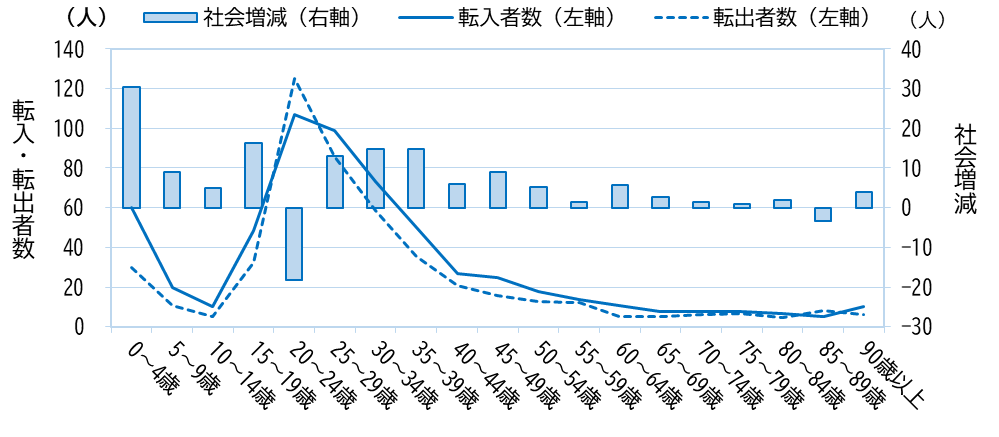 （人） 社会増減（右軸） 転入者数（左軸） 転出者数（左軸） （人）
140
120
100
80
60
40
20
0
転入・転出者数
40
30
20
10
0
−10
−20
−30
社会増減
0～4歳
5～9歳
10～14歳
15～19歳
20～24歳
25～29歳
30～34歳
35～39歳
40～44歳
45～49歳
50～54歳
55～59歳
60～64歳
65～69歳
70～74歳
75～79歳
80～84歳
85～89歳
90歳以上